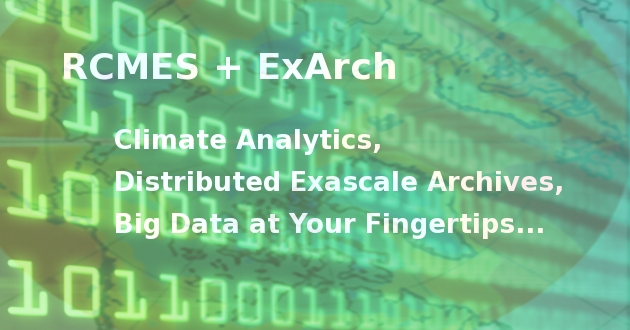 RCMES + ExArch
Climate Analytics,
Distributed Exascale Archives,
Big Data at Your Fingertips...